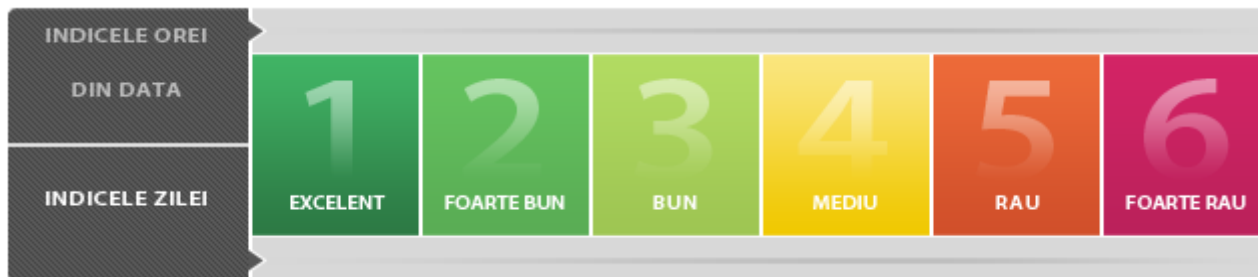 INDICELE OREI
DIN DATA
INDICELE ZILEI
1
EXCELENT
2
FOARTE BUN
3
BUN
4
MEDIU
5
RAU
6
FOARTE RAU